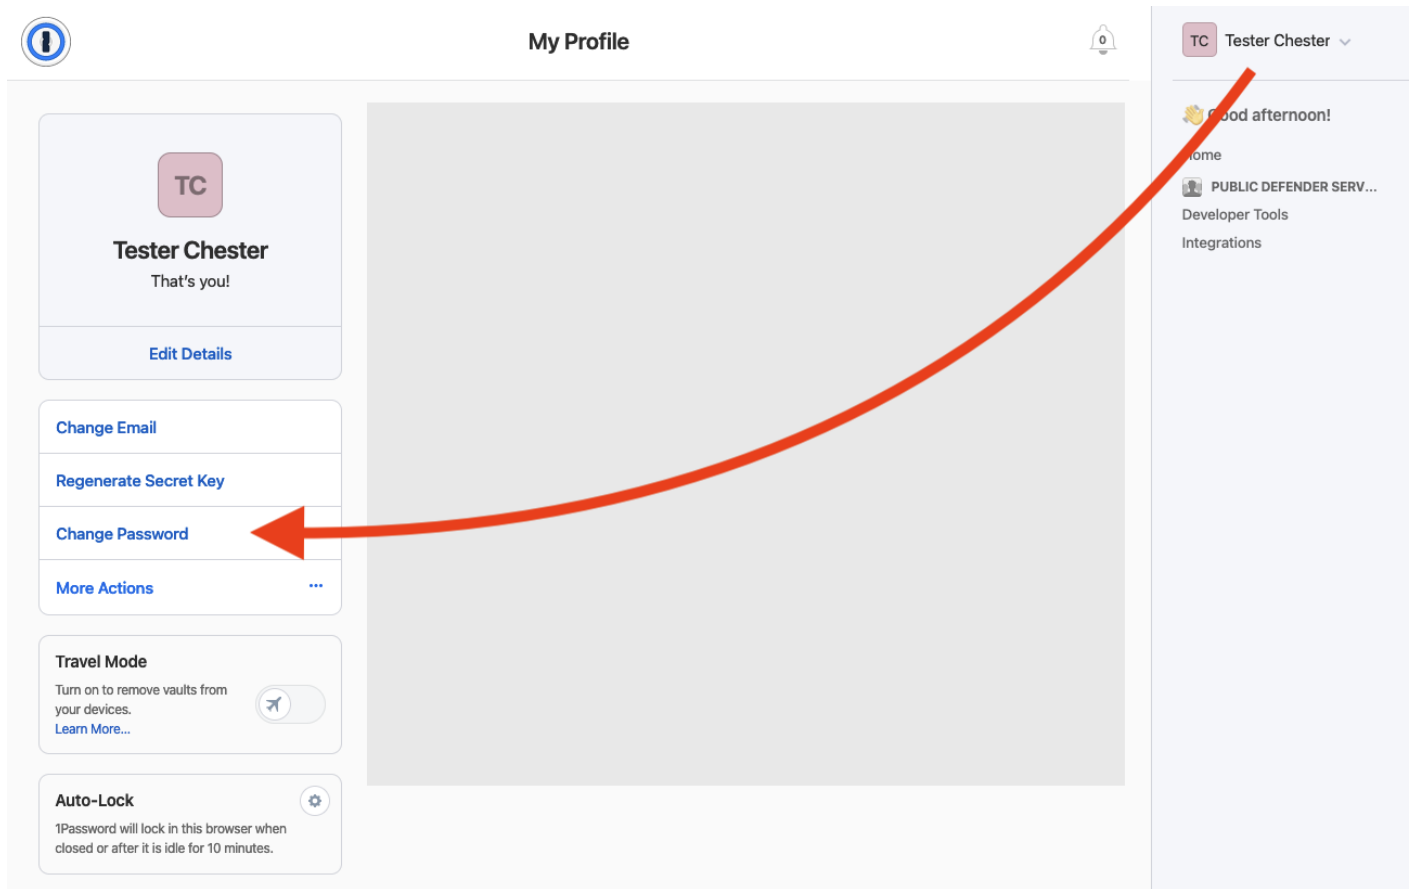 My Profile
0
TC
Tester Chester
TC
Tester Chester
That's you!
Edit Details
Change Email
Regenerate Secret Key
Change Password
More Actions
Travel Mode
Turn on to remove vaults from
your devices.
Learn More...
Auto-Lock
1Password will lock in this browser when
closed or after it is idle for 10 minutes.
Good afternoon!
Home
PUBLIC DEFENDER SERV...
Developer Tools
Integrations